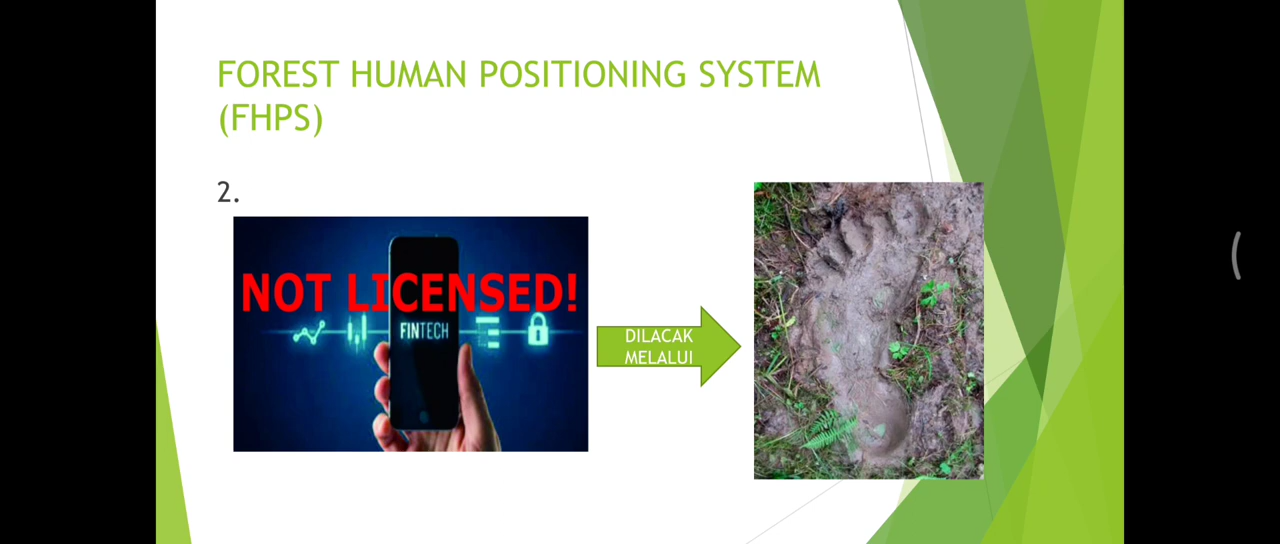 FOREST HUMAN POSITIONING SYSTEM
(FHPS)
2.
NOT LICENSED!
FINTECH
DILACAK
MELALUI